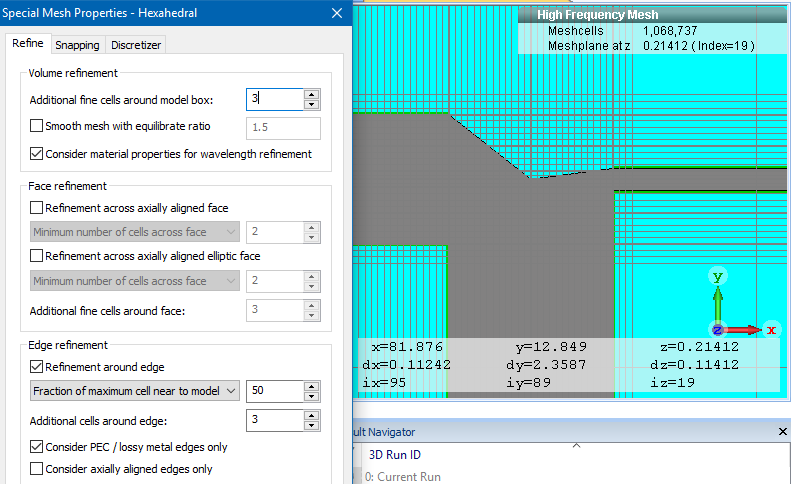 Special Mesh Properties - Hexahedral
Refine Snapping Discretizer
Volume refinement
Additional fine cells around model box: 3
Smooth mesh with equilibrate ratio 1.5
Consider material properties for wavelength refinement
Face refinement
Refinement across axially aligned face
Minimum number of cells across face 2
Refinement across axially aligned elliptic face
Minimum number of cells across face 2
Additional fine cells around face: 3
Edge refinement
Refinement around edge
Fraction of maximum cell near to model 50
Additional cells around edge: 3
Consider PEC / lossy metal edges only
Consider axially aligned edges only
High Frequency Mesh
Meshcells 1,068,737
Meshplane at z 0.21412 ( Index=19 )
y
z x
x=81.876 y=12.849 z=0.21412
dx=0.11242 dy=2.3587 dz=0.11412
ix=95 iy=89 iz=19
ult Navigator
3D Run ID
0: Current Run